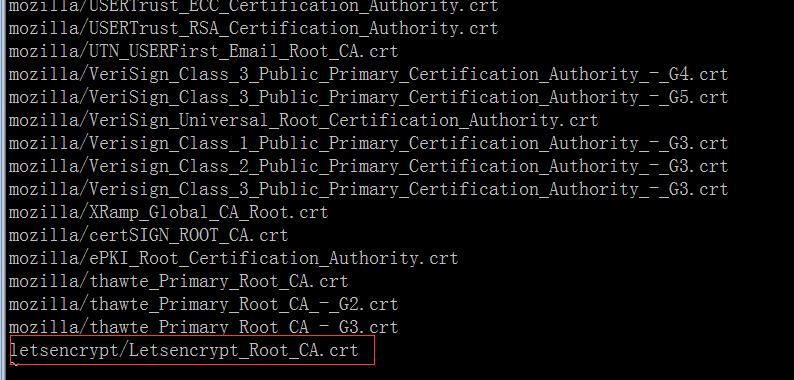 mozilla/USERTrust_ECC_Certification_Authority.crt
mozilla/USERTrust_RSA_Certification_Authority.crt
mozilla/UTN_USERFirst_Email_Root_CA.crt
mozilla/VeriSign_Class_3_Public_Primary_Certification_Authority_-_G4.crt
mozilla/VeriSign_Class_3_Public_Primary_Certification_Authority_-_G5.crt
mozilla/VeriSign_Universal_Root_Certification_Authority.crt
mozilla/Verisign_Class_1_Public_Primary_Certification_Authority_-_G3.crt
mozilla/Verisign_Class_2_Public_Primary_Certification_Authority_-_G3.crt
mozilla/Verisign_Class_3_Public_Primary_Certification_Authority_-_G3.crt
mozilla/XRamp_Global_CA_Root.crt
mozilla/certSIGN_ROOT_CA.crt
mozilla/ePKI_Root_Certification_Authority.crt
mozilla/thawte_Primary_Root_CA.crt
mozilla/thawte_Primary_Root_CA_-_G2.crt
mozilla/thawte_Primary_Root_CA_-_G3.crt
letsencrypt/Letsencrypt_Root_CA.crt
~